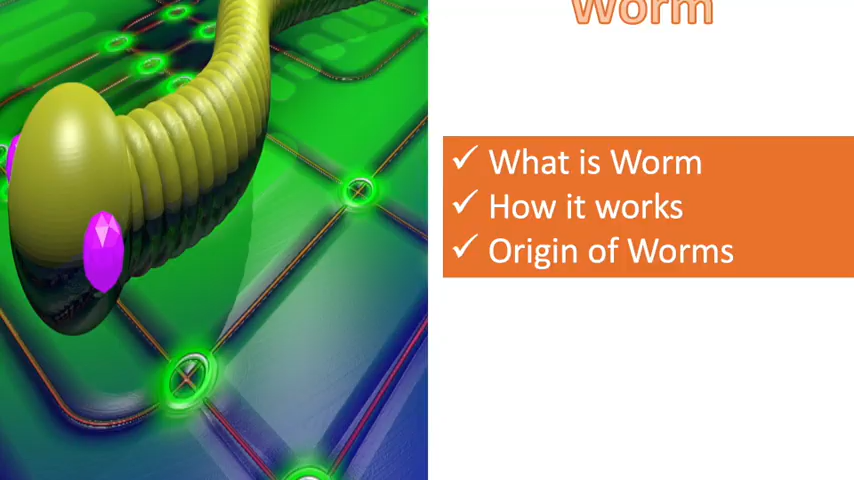 Worm
✓ What is Worm
✓ How it works
✓ Origin of Worms